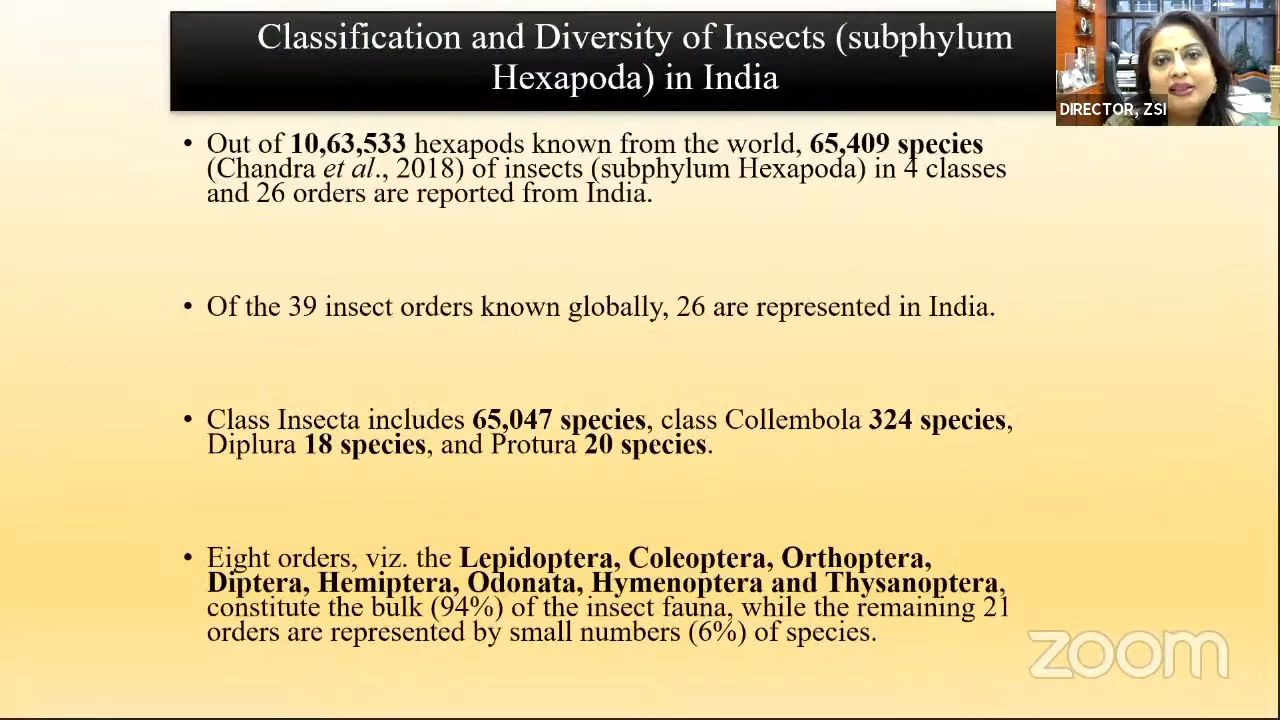 Classification and Diversity of Insects (subphylum
Hexapoda) in India
DIRECTOR, ZSI
• Out of 10,63,533 hexapods known from the world, 65,409 species
(Chandra et al., 2018) of insects (subphylum Hexapoda) in 4 classes
and 26 orders are reported from India.
• Of the 39 insect orders known globally, 26 are represented in India.
• Class Insecta includes 65,047 species, class Collembola 324 species,
Diplura 18 species, and Protura 20 species.
• Eight orders, viz. the Lepidoptera, Coleoptera, Orthoptera,
Diptera, Hemiptera, Odonata, Hymenoptera and Thysanoptera,
constitute the bulk (94%) of the insect fauna, while the remaining 21
orders are represented by small numbers (6%) of species.
zoom